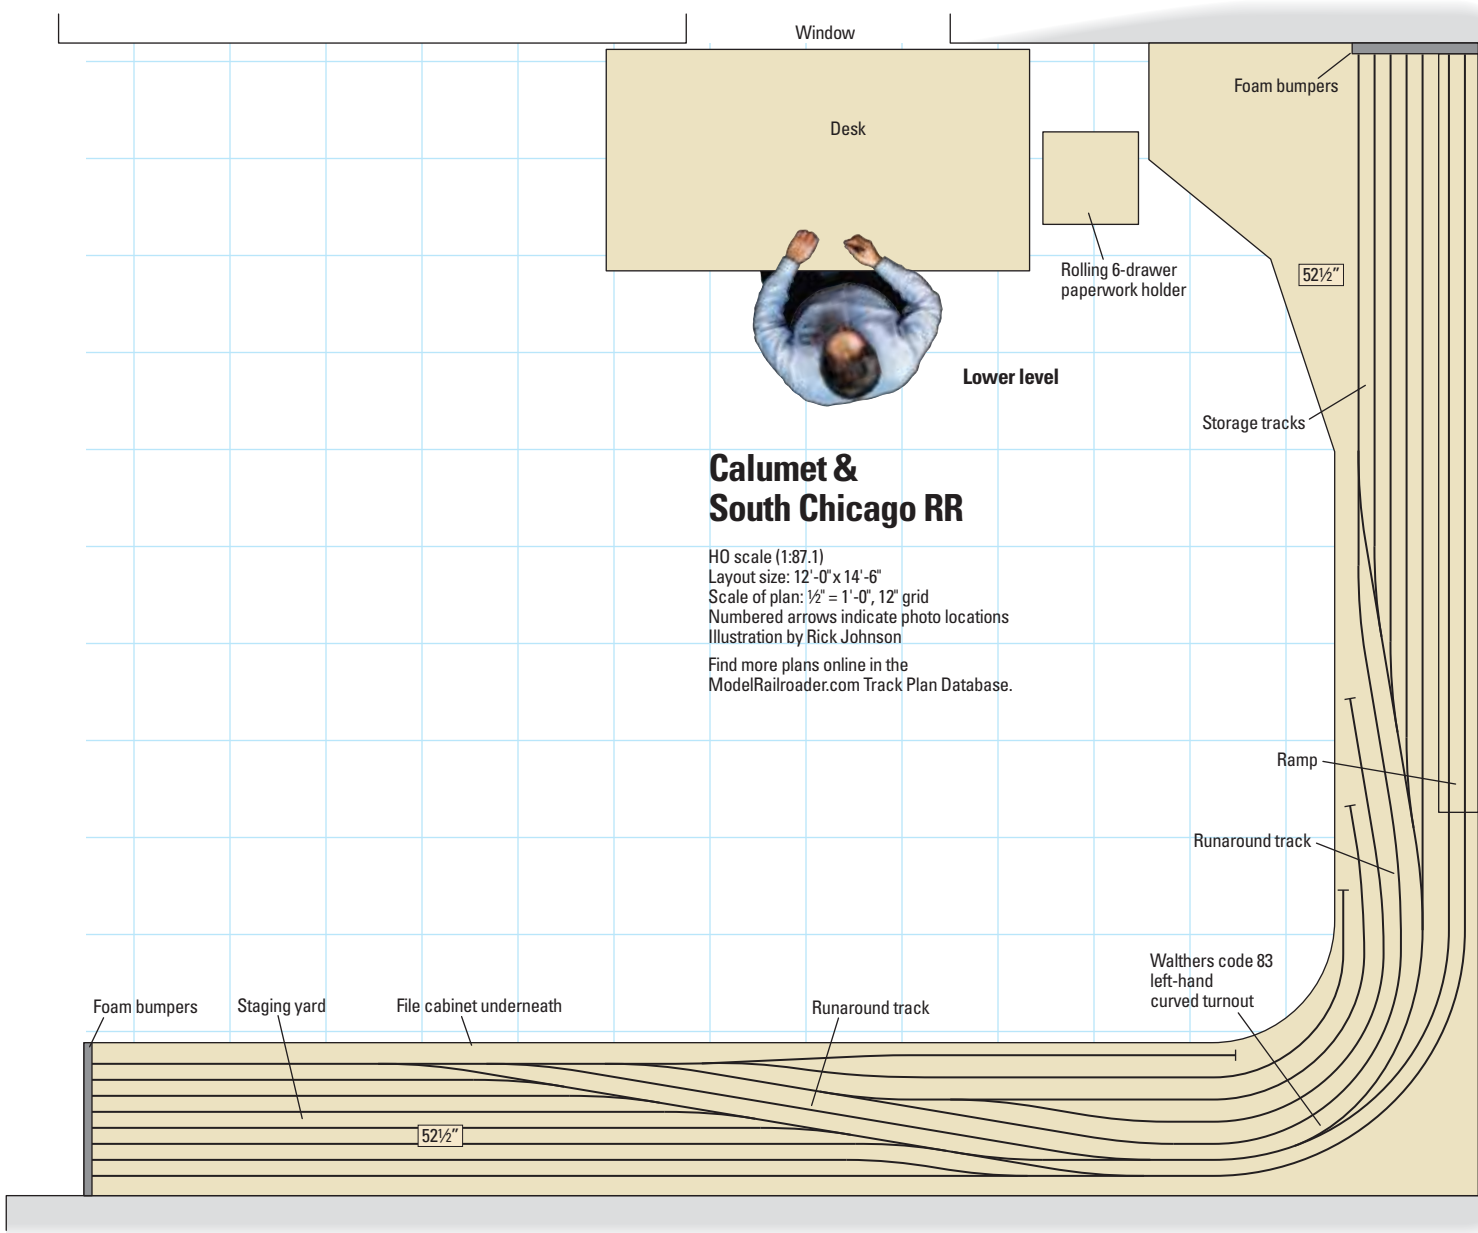 Window
Foam bumpers
Desk
Rolling 6-drawer
paperwork holder
52½"
Lower level
Storage tracks
Calumet &
South Chicago RR
HO scale (1:87.1)
Layout size: 12'-0" x 14'-6"
Scale of plan: ½" = 1'-0", 12" grid
Numbered arrows indicate photo locations
Illustration by Rick Johnson
Find more plans online in the
ModelRailroader.com Track Plan Database.
Ramp
Runaround track
Walthers code 83
left-hand
curved turnout
Foam bumpers
Staging yard
File cabinet underneath
Runaround track
52½"